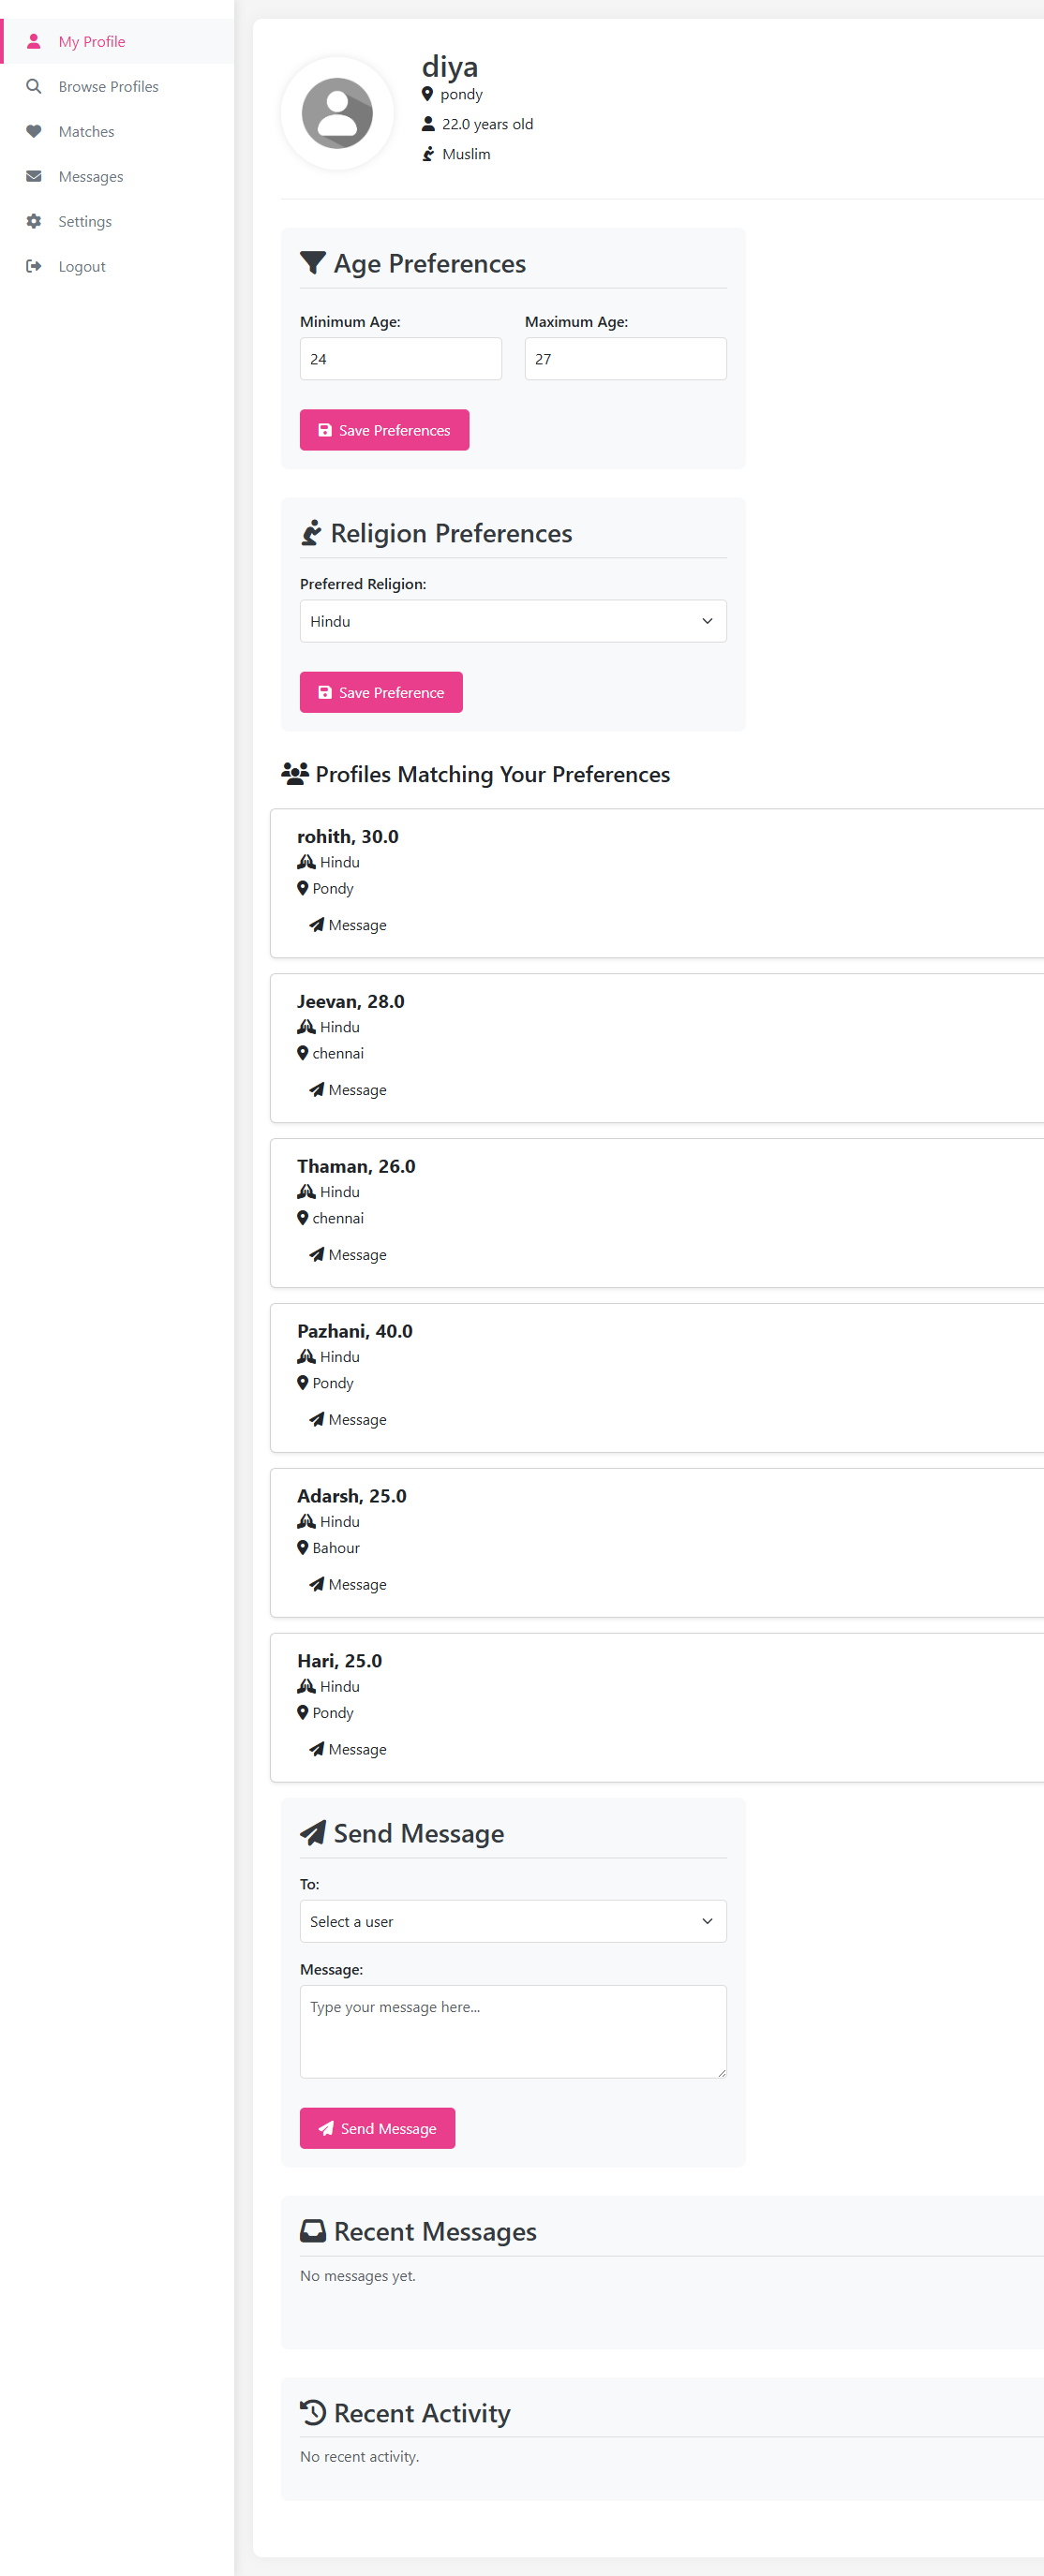 My Profile
Browse Profiles
Matches
Messages
Settings
Logout
diya
pondy
22.0 years old
Muslim
Age Preferences
Minimum Age: Maximum Age:
24 27
Save Preferences
Religion Preferences
Preferred Religion:
Hindu
Save Preference
Profiles Matching Your Preferences
rohith, 30.0
Hindu
Pondy
Message
Jeevan, 28.0
Hindu
chennai
Message
Thaman, 26.0
Hindu
chennai
Message
Pazhani, 40.0
Hindu
Pondy
Message
Adarsh, 25.0
Hindu
Bahour
Message
Hari, 25.0
Hindu
Pondy
Message
Send Message
To:
Select a user
Message:
Type your message here...
Send Message
Recent Messages
No messages yet.
Recent Activity
No recent activity.